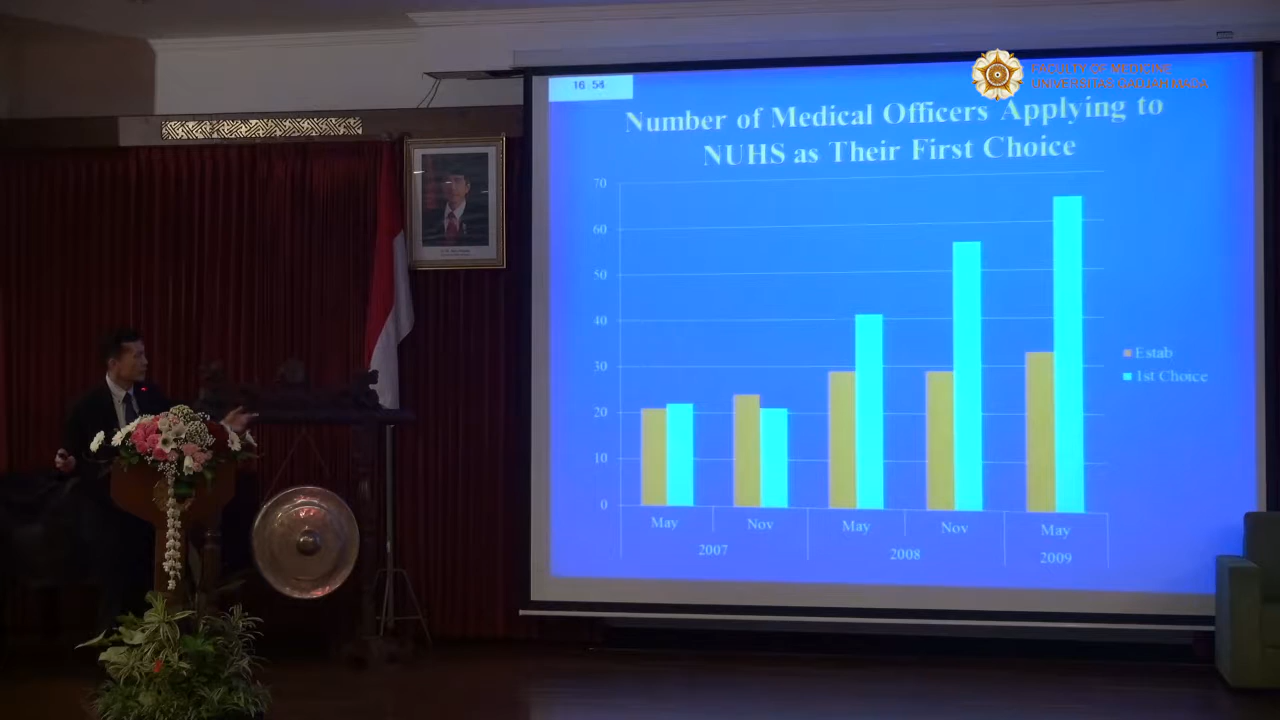 FACULTY OF MEDICINE
UNIVERSITAS GADJAH MADA
16:54
Number of Medical Officers Applying to
NUHS as Their First Choice
70
60
50
40
30
20
10
0
May
Nov
May
Nov
May
2007
2008
2009
Estab
1st Choice